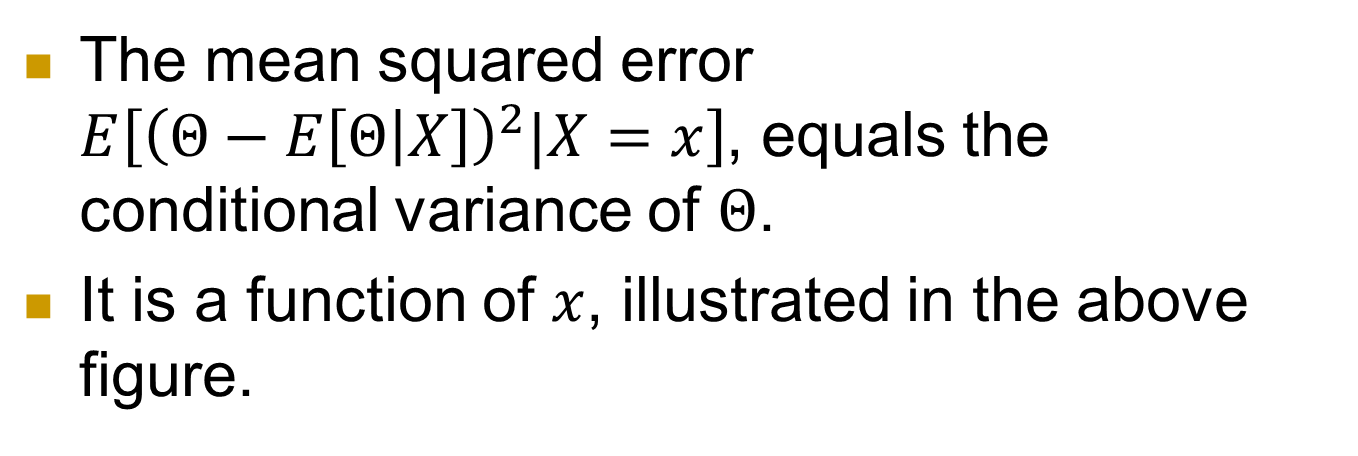 ■ The mean squared error
𝐸[(Θ − 𝐸[Θ|𝑋])²|𝑋 = 𝑥], equals the
conditional variance of Θ.
■ It is a function of 𝑥, illustrated in the above
figure.